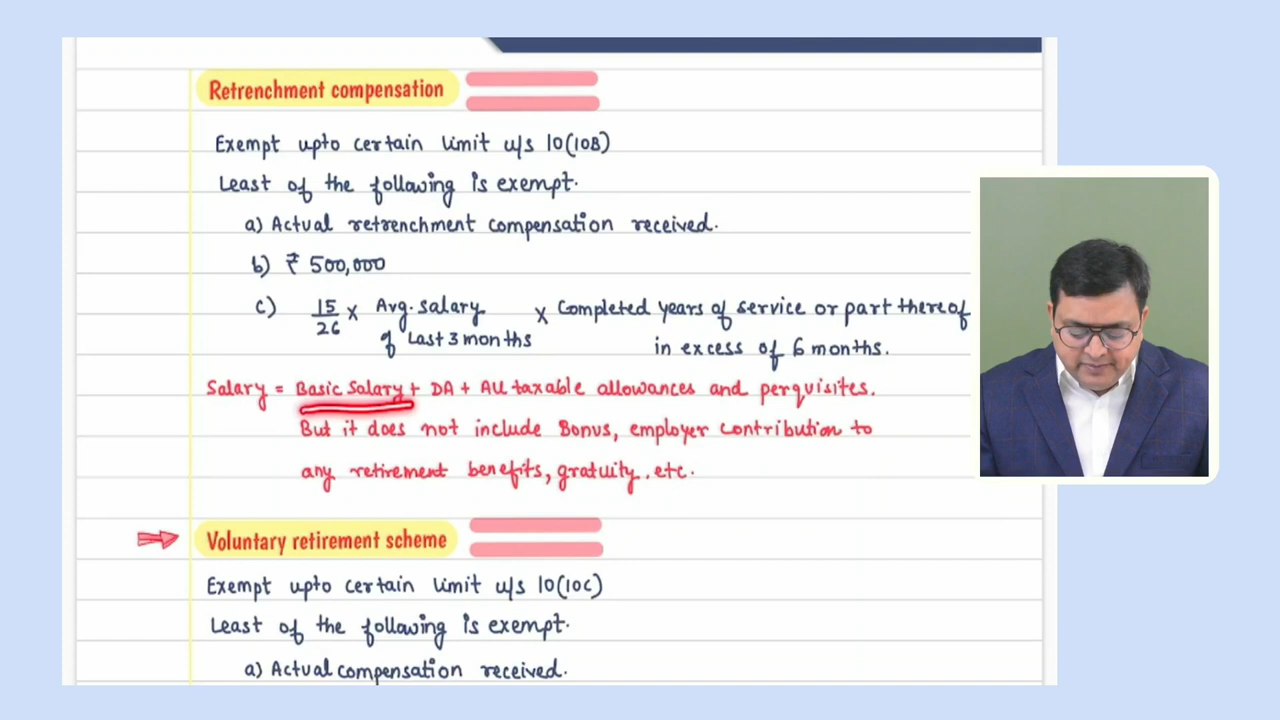 Retrenchment compensation
Exempt upto certain limit u/s 10(10B)
Least of the following is exempt.
a) Actual retrenchment compensation received.
b) ₹ 500,000
c) 15/26 x Avg. salary of Last 3 months x Completed years of service or part thereof in excess of 6 months.
Salary = Basic Salary + DA + All taxable allowances and perquisites.
But it does not include Bonus, employer contribution to
any retirement benefits, gratuity, etc.
Voluntary retirement scheme
Exempt upto certain limit u/s 10(10C)
Least of the following is exempt.
a) Actual compensation received.